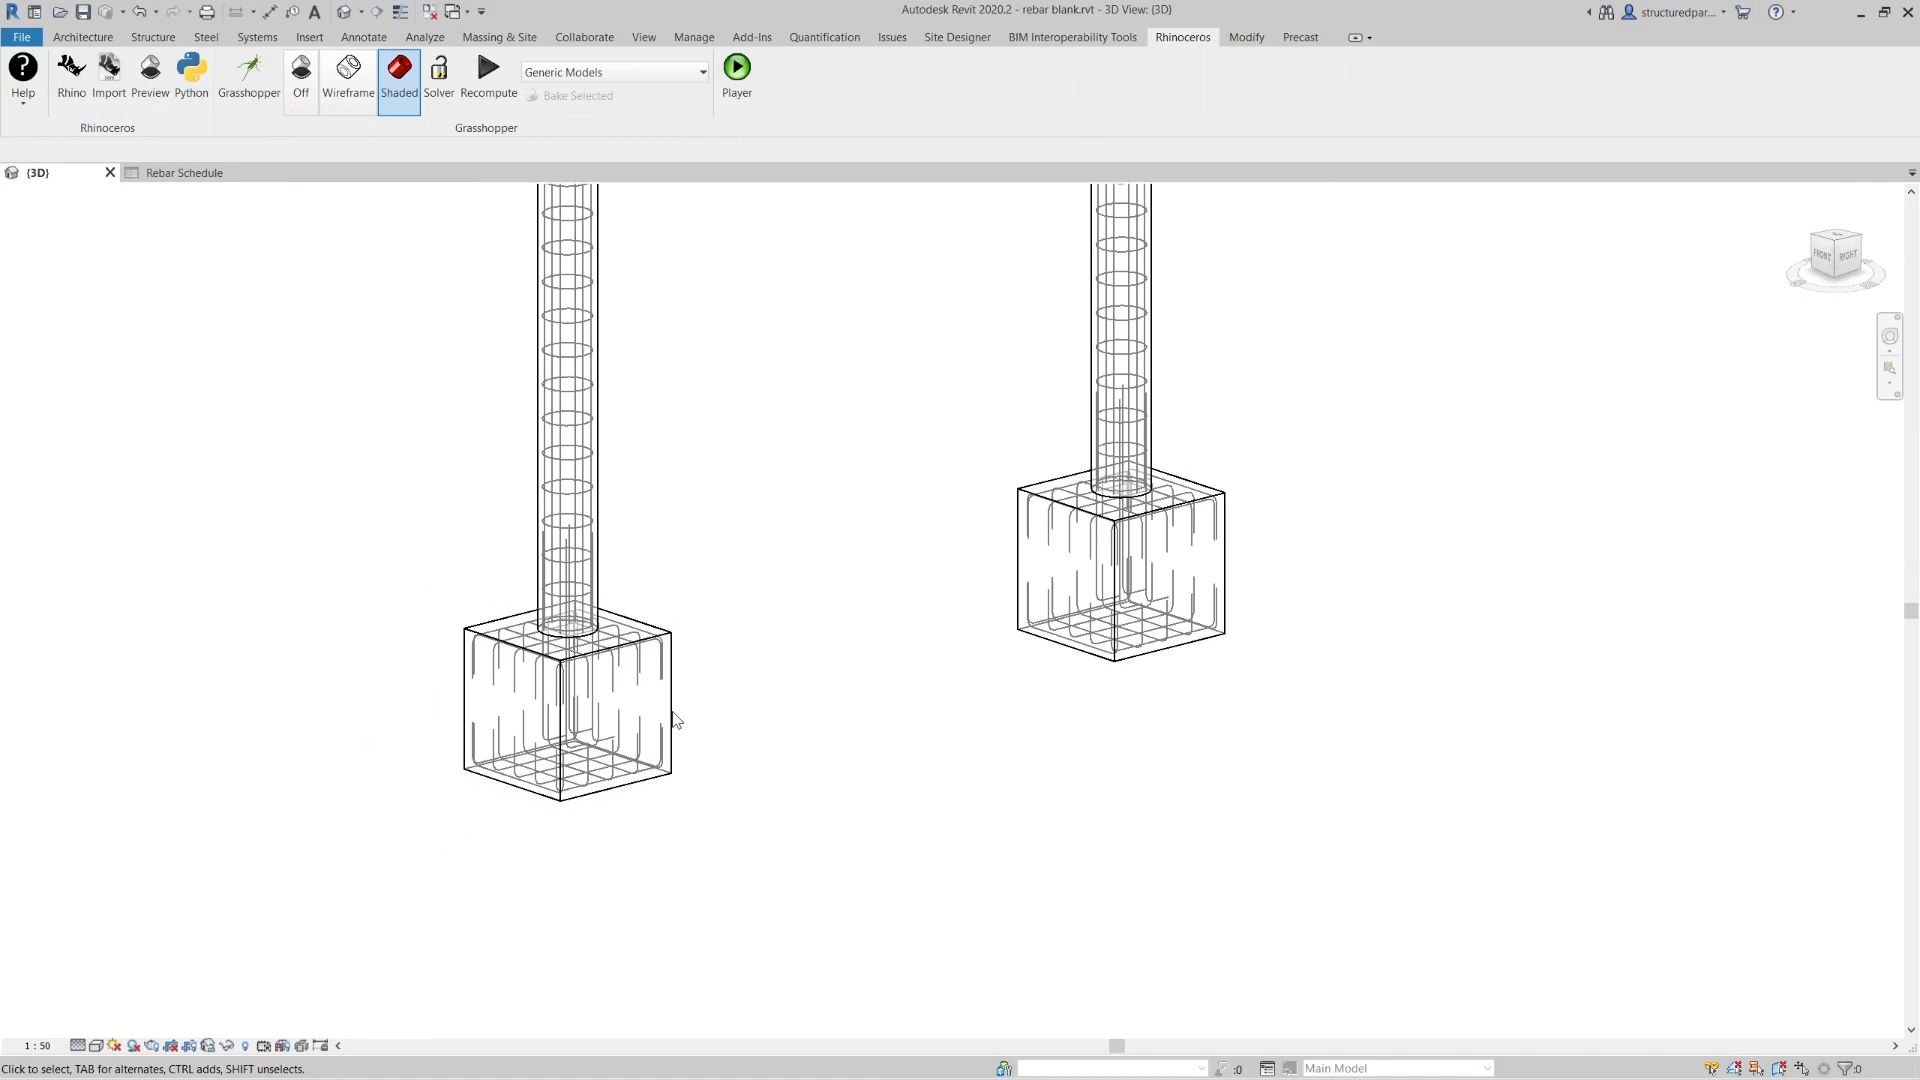 Autodesk Revit 2020.2 - rebar blank.rvt - 3D View: {3D}
structuredpar...
File Architecture Structure Steel Systems Insert Annotate Analyze Massing & Site Collaborate View Manage Add-Ins Quantification Issues Site Designer BIM Interoperability Tools Rhinoceros Modify Precast
Help Rhino Import Preview Python Grasshopper Off Wireframe Shaded Solver Recompute Generic Models Player
Bake Selected
Rhinoceros Grasshopper
{3D} Rebar Schedule
FRONT RIGHT
1 : 50
Click to select, TAB for alternates, CTRL adds, SHIFT unselects. :0 Main Model :0